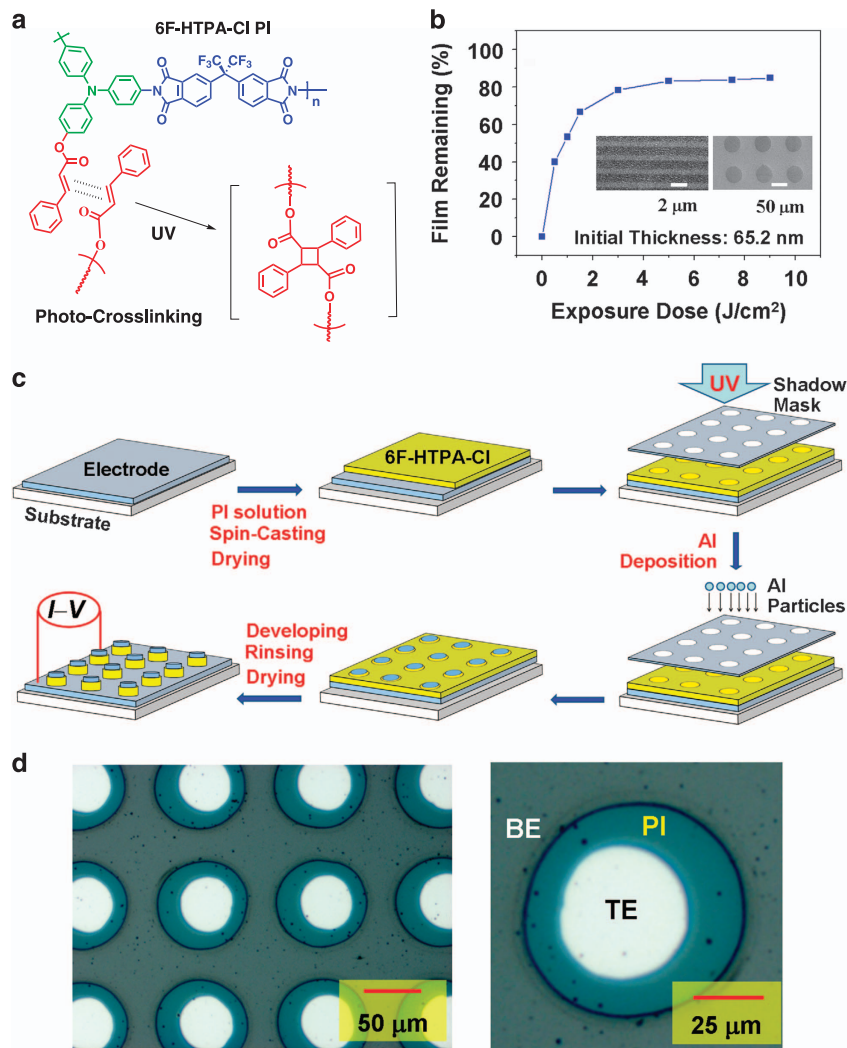 a
6F-HTPA-CI PI
F₃C CF₃
O
O
N
N
N
O
O
n
O
O
O
O
UV
Photo-Crosslinking
O
O
O
O
b
Film Remaining (%)
100
80
60
40
20
0
2 μm
50 μm
Initial Thickness: 65.2 nm
0 2 4 6 8 10
Exposure Dose (J/cm²)
c
Electrode
Substrate
PI solution
Spin-Casting
Drying
6F-HTPA-CI
UV
Shadow
Mask
Al
Deposition
Al
Particles
I–V
Developing
Rinsing
Drying
d
50 μm
BE
PI
TE
25 μm